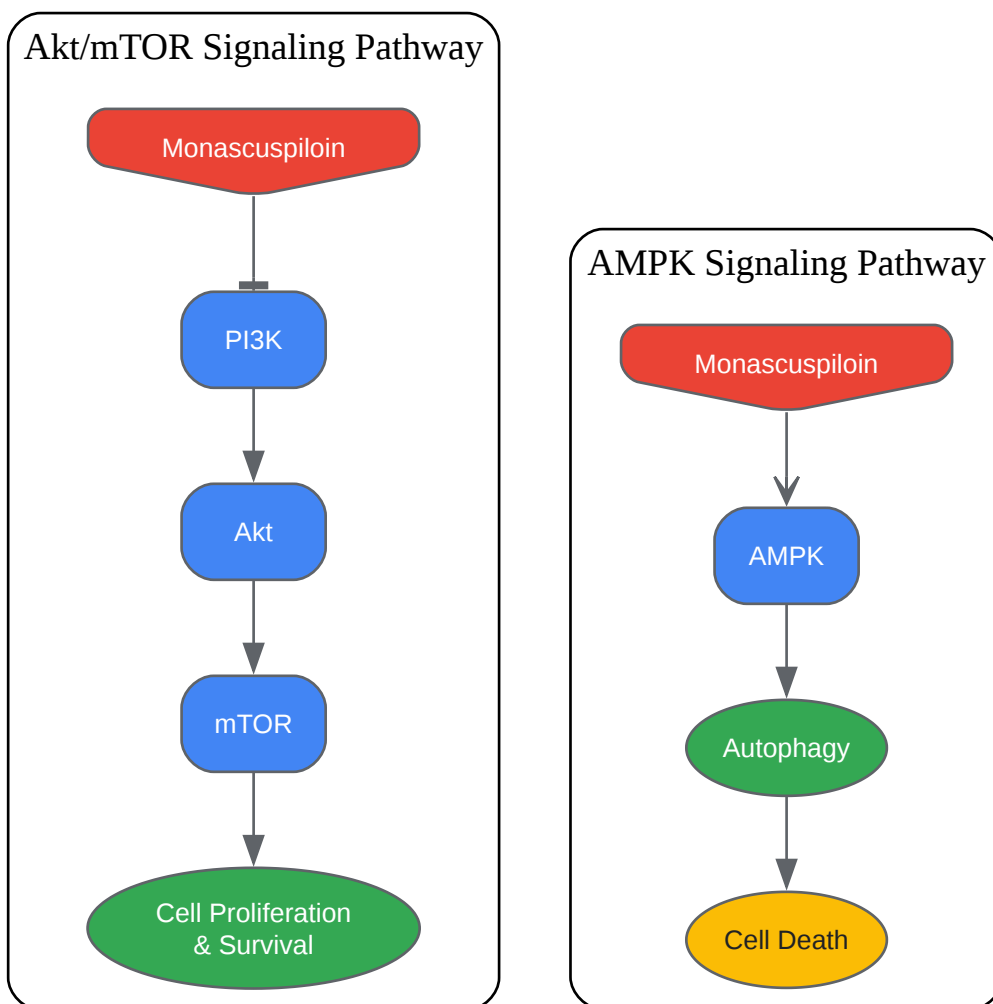 Akt/mTOR Signaling Pathway
Monascuspiloin
PI3K
Akt
mTOR
Cell Proliferation
& Survival
AMPK Signaling Pathway
Monascuspiloin
AMPK
Autophagy
Cell Death